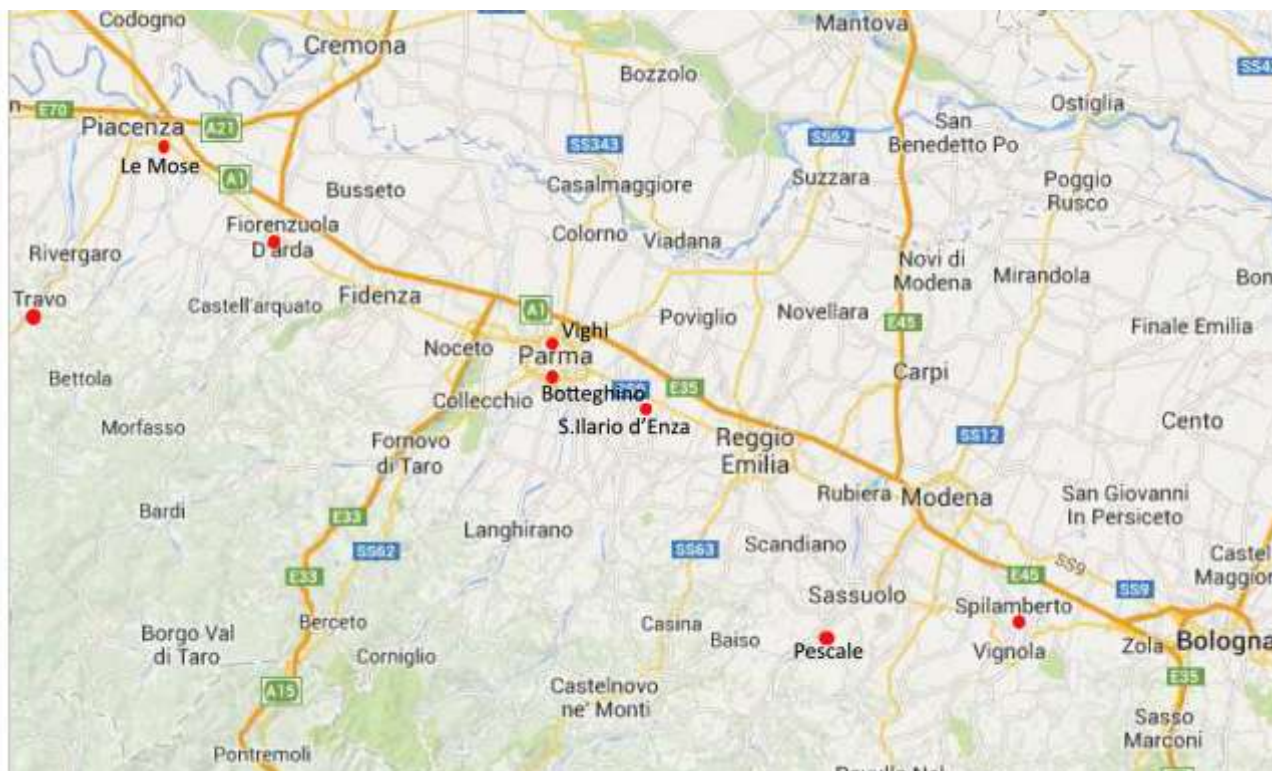 Codogno
Cremona
Mantova
Bozzolo
SS42
E70
Piacenza
A21
Le Mose
A1
Busseto
SS343
Casalmaggiore
SS62
Suzzara
San
Benedetto Po
Ostiglia
Poggio
Rusco
Rivergaro
Fiorenzuola
D'arda
Colorno
Viadana
Novi di
Modena
Mirandola
Travo
Castell'arquato
Fidenza
A1
Poviglio
Novellara
E45
Finale Emilia
Noceto
Vighi
Parma
Bettola
Collecchio
Botteghino
E35
Carpi
Morfasso
Fornovo
di Taro
S.Ilario d'Enza
Reggio
Emilia
SS12
Cento
Bardi
E33
SS62
Langhirano
SS63
Scandiano
Rubiera
Modena
San Giovanni
In Persiceto
E33
Sassuolo
E45
SS9
SS9
Castel
Maggior
Borgo Val
di Taro
Berceto
Corniglio
Casina
Baiso
Pescale
Spilamberto
Vignola
Zola
Bologna
A15
Castelnovo
ne' Monti
E35
Pontremoli
Sasso
Marconi